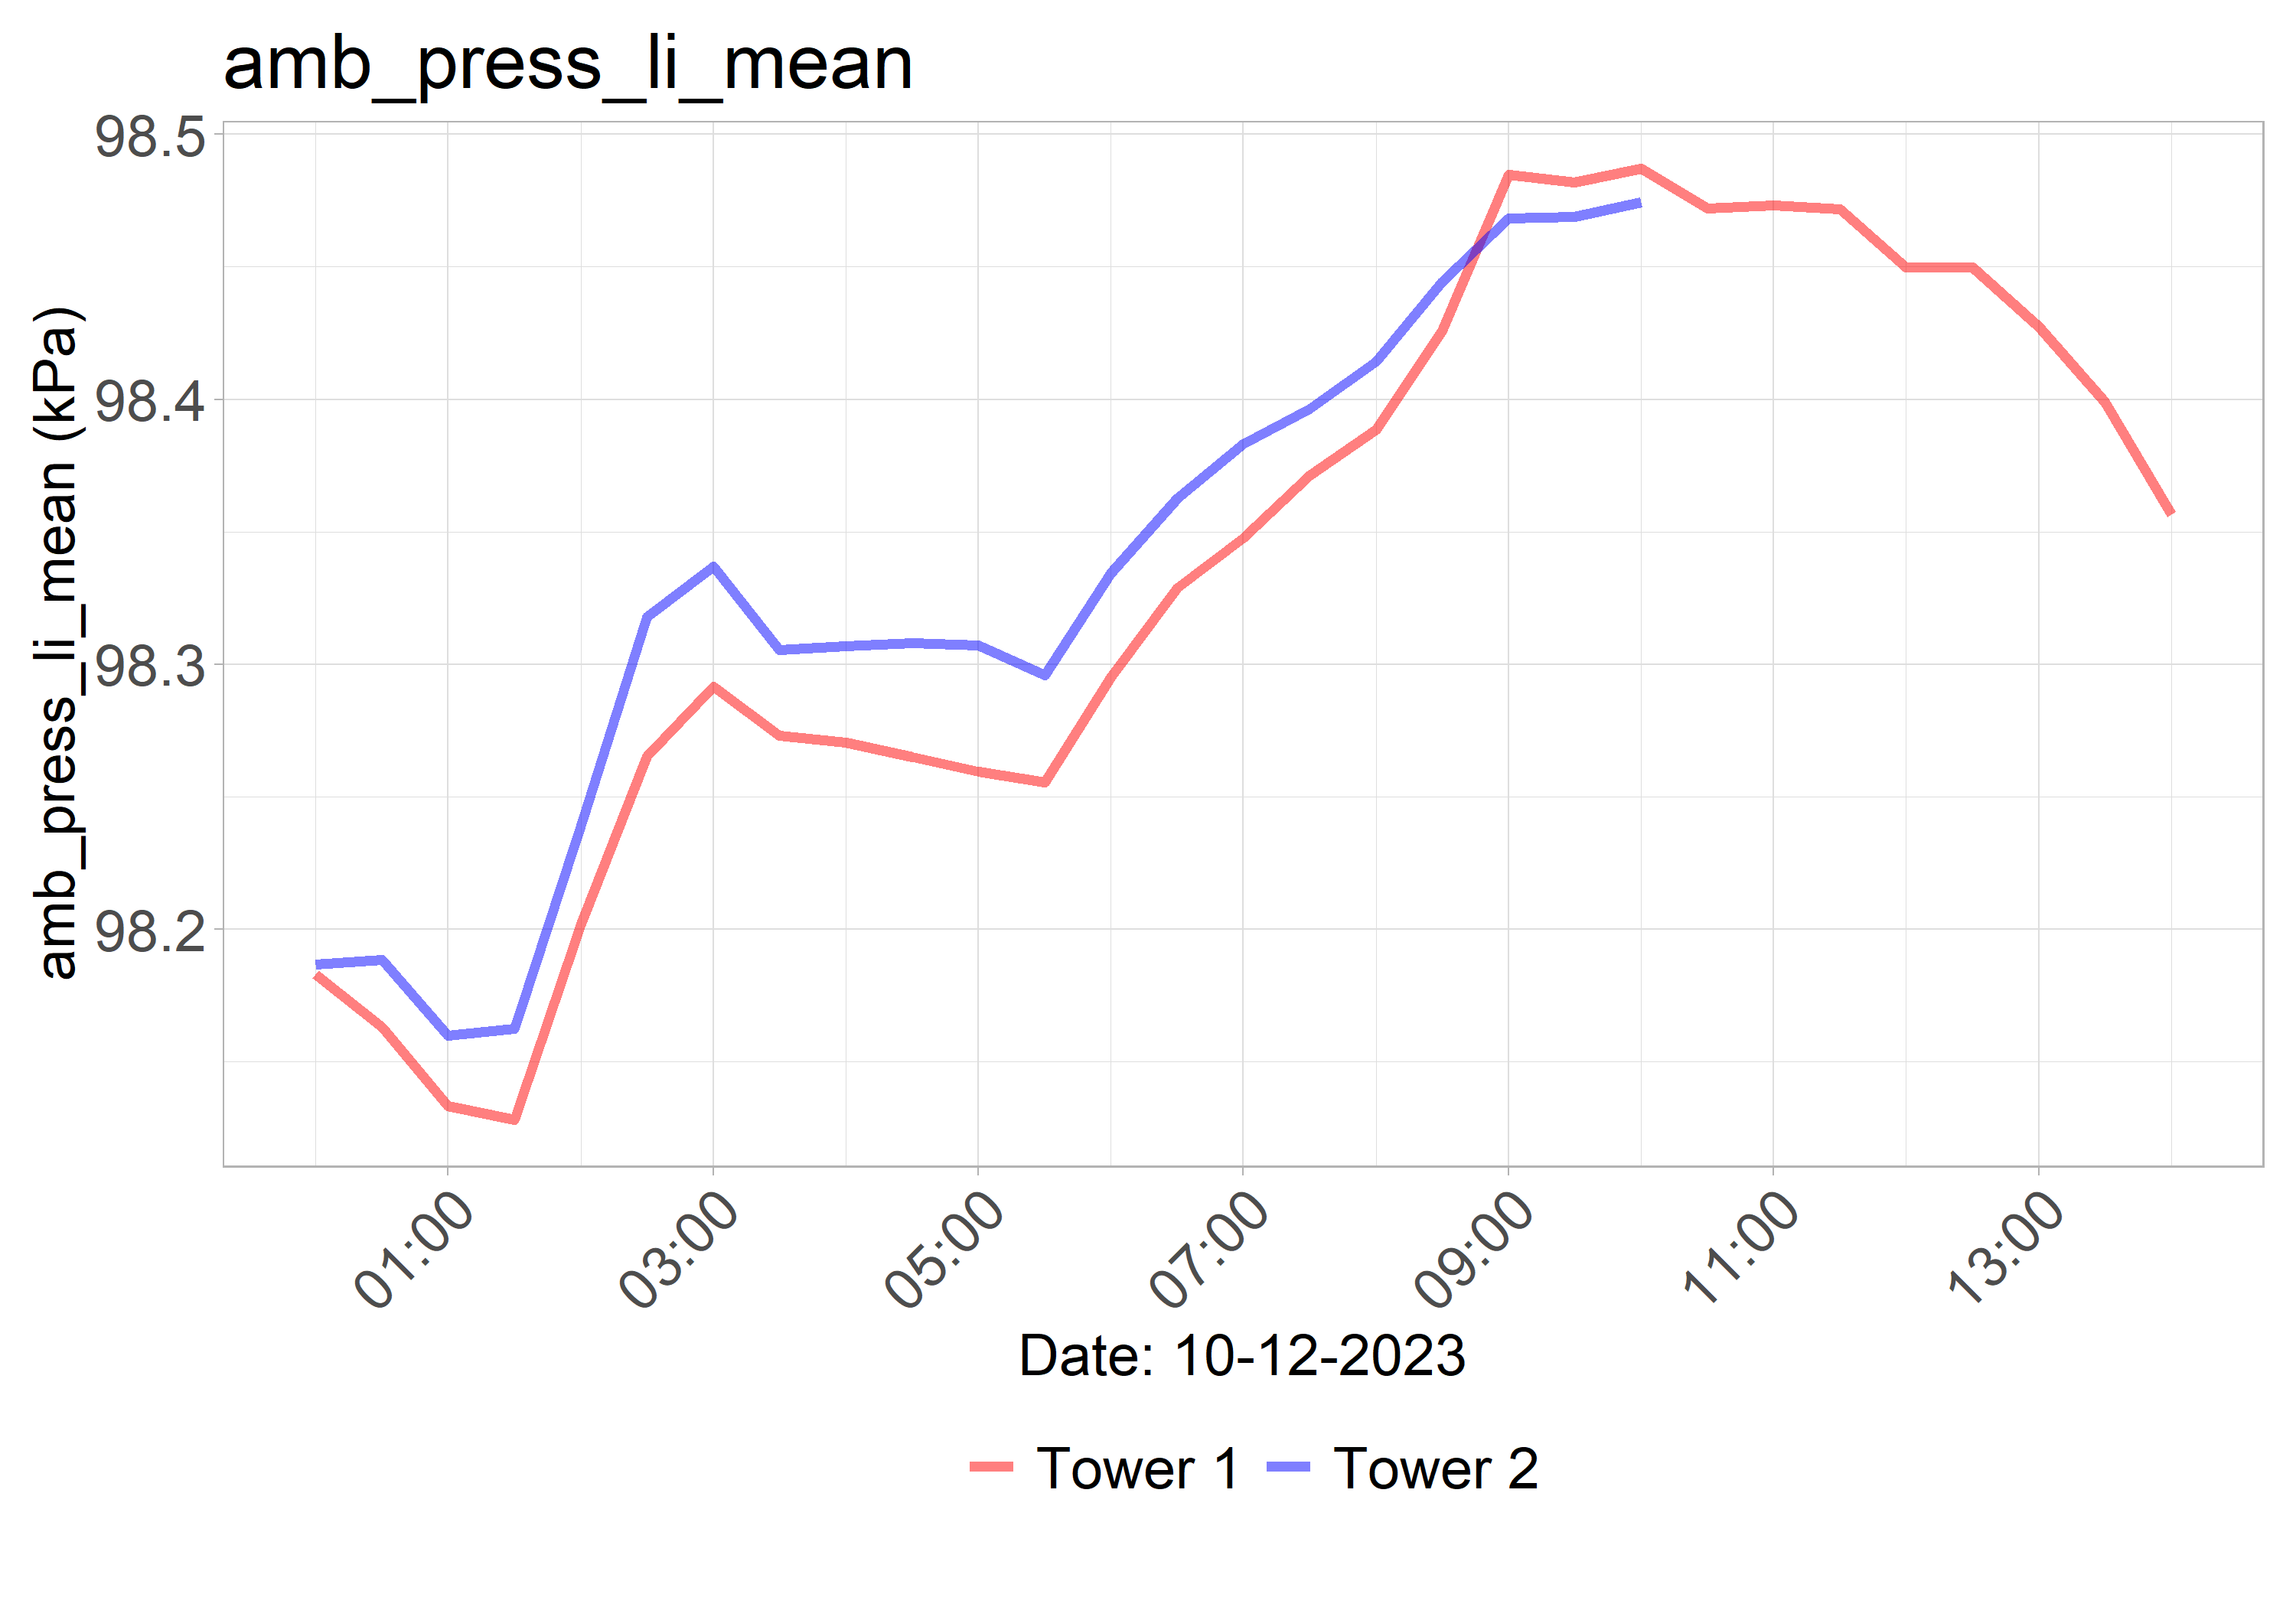 amb_press_li_mean
amb_press_li_mean (kPa)
98.5
98.4
98.3
98.2
01:00 03:00 05:00 07:00 09:00 11:00 13:00
Date: 10-12-2023
Tower 1 Tower 2